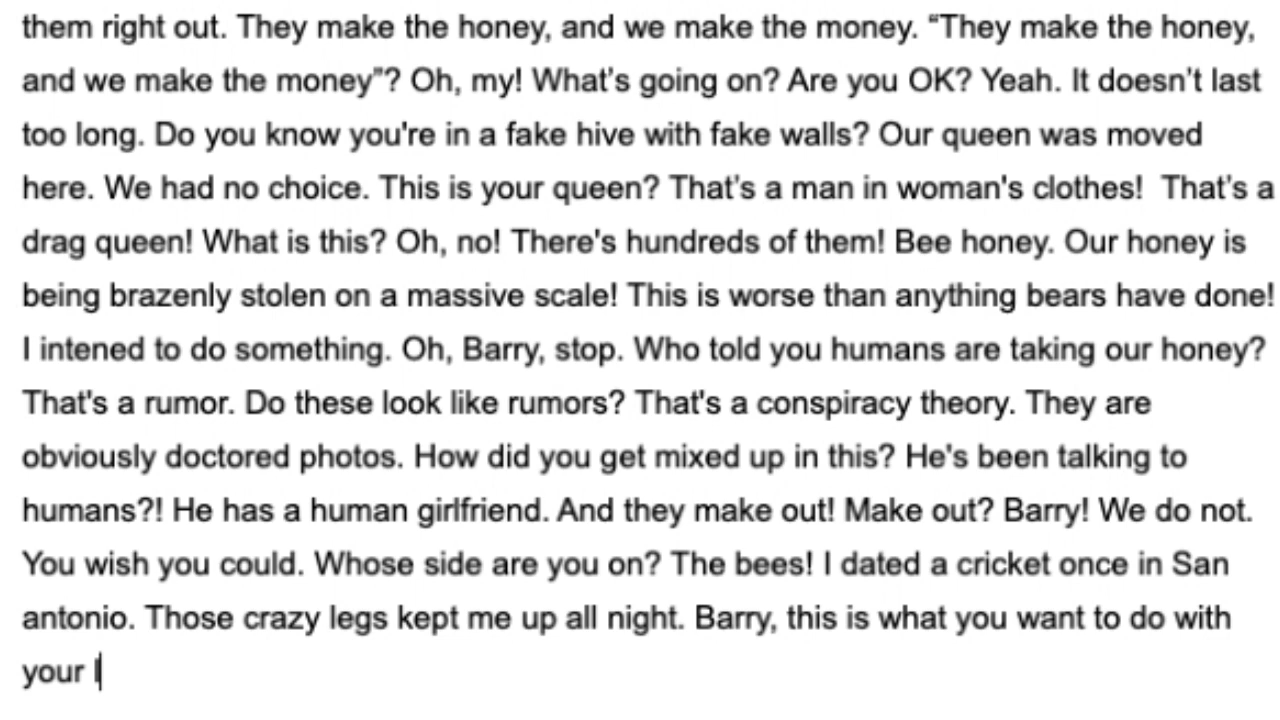 them right out. They make the honey, and we make the money. “They make the honey,
and we make the money”? Oh, my! What's going on? Are you OK? Yeah. It doesn't last
too long. Do you know you're in a fake hive with fake walls? Our queen was moved
here. We had no choice. This is your queen? That's a man in woman's clothes!  That's a
drag queen! What is this? Oh, no! There's hundreds of them! Bee honey. Our honey is
being brazenly stolen on a massive scale! This is worse than anything bears have done!
I intened to do something. Oh, Barry, stop. Who told you humans are taking our honey?
That's a rumor. Do these look like rumors? That's a conspiracy theory. They are
obviously doctored photos. How did you get mixed up in this? He's been talking to
humans?! He has a human girlfriend. And they make out! Make out? Barry! We do not.
You wish you could. Whose side are you on? The bees! I dated a cricket once in San
antonio. Those crazy legs kept me up all night. Barry, this is what you want to do with
your l